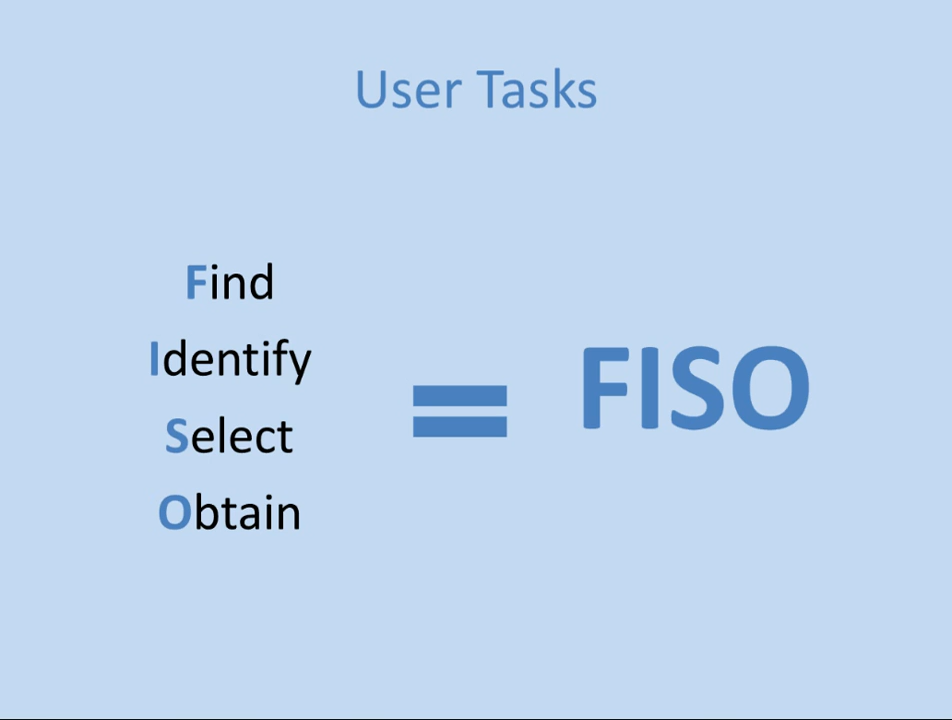 User Tasks
Find
Identify
Select
Obtain
= FISO